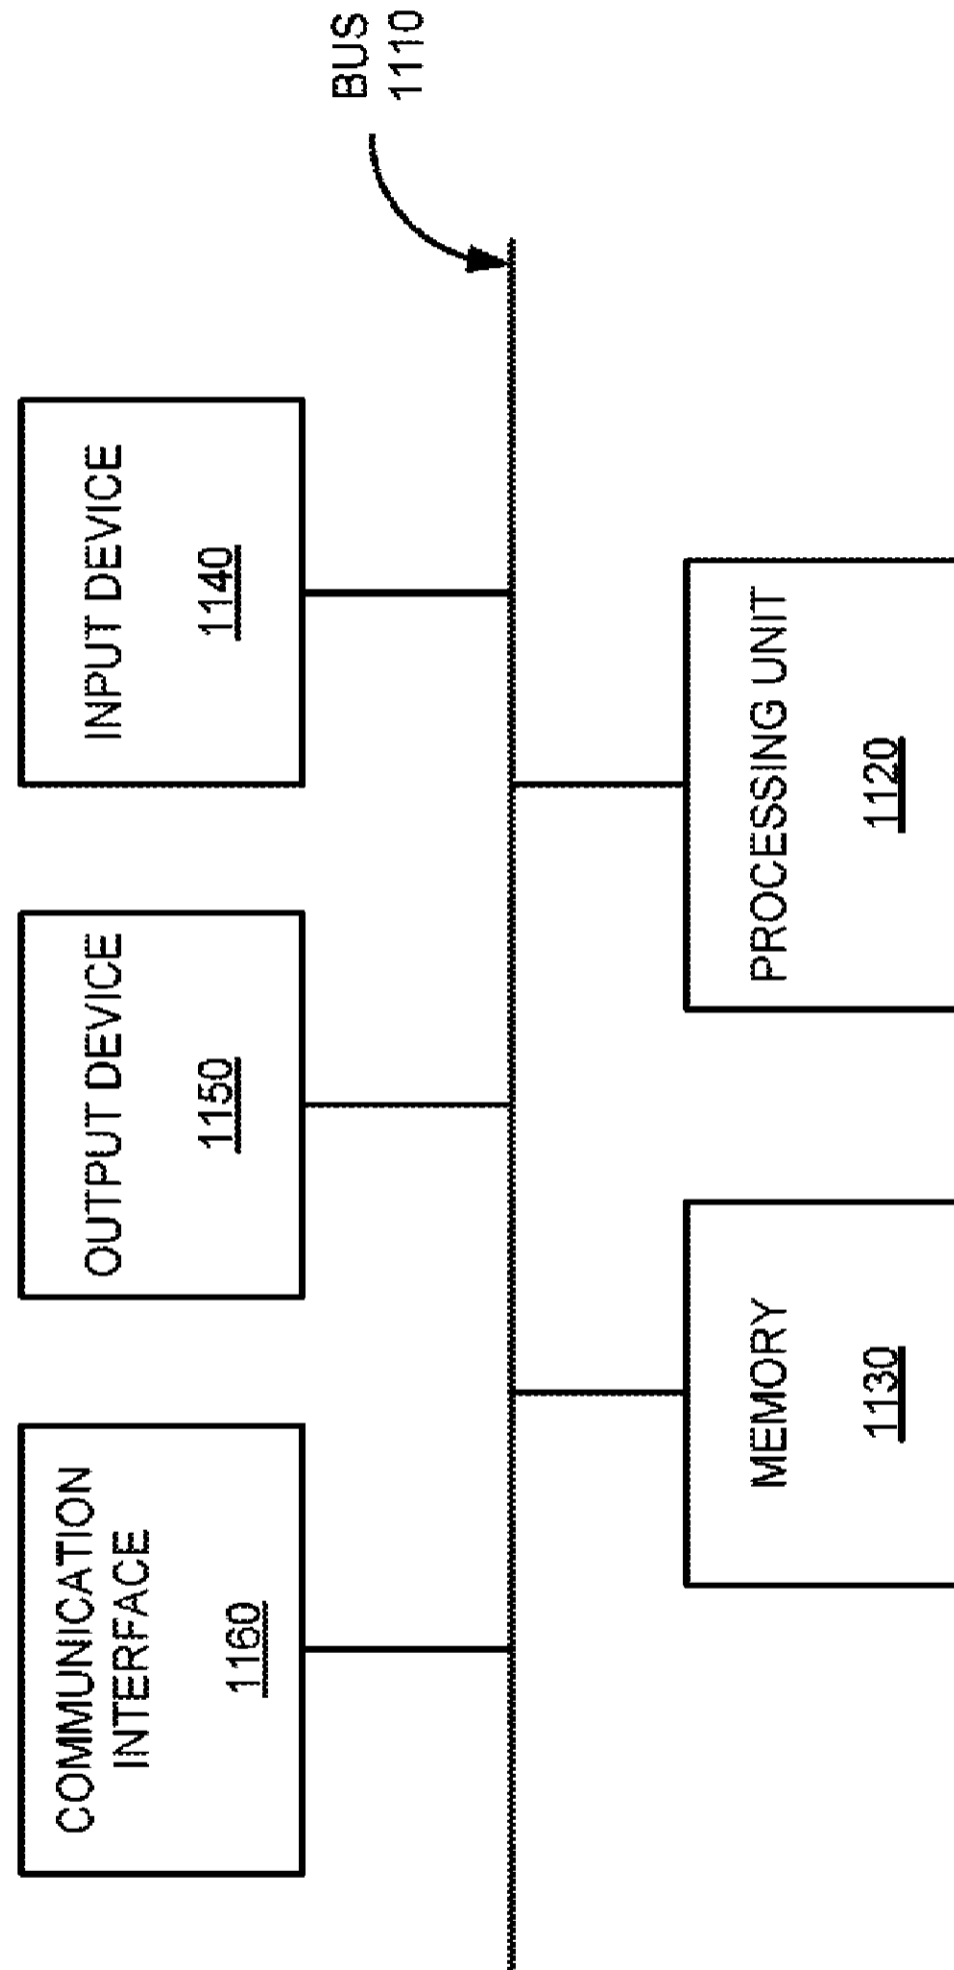 COMMUNICATION
INTERFACE
1160
OUTPUT DEVICE
1150
INPUT DEVICE
1140
BUS
1110
MEMORY
1130
PROCESSING UNIT
1120